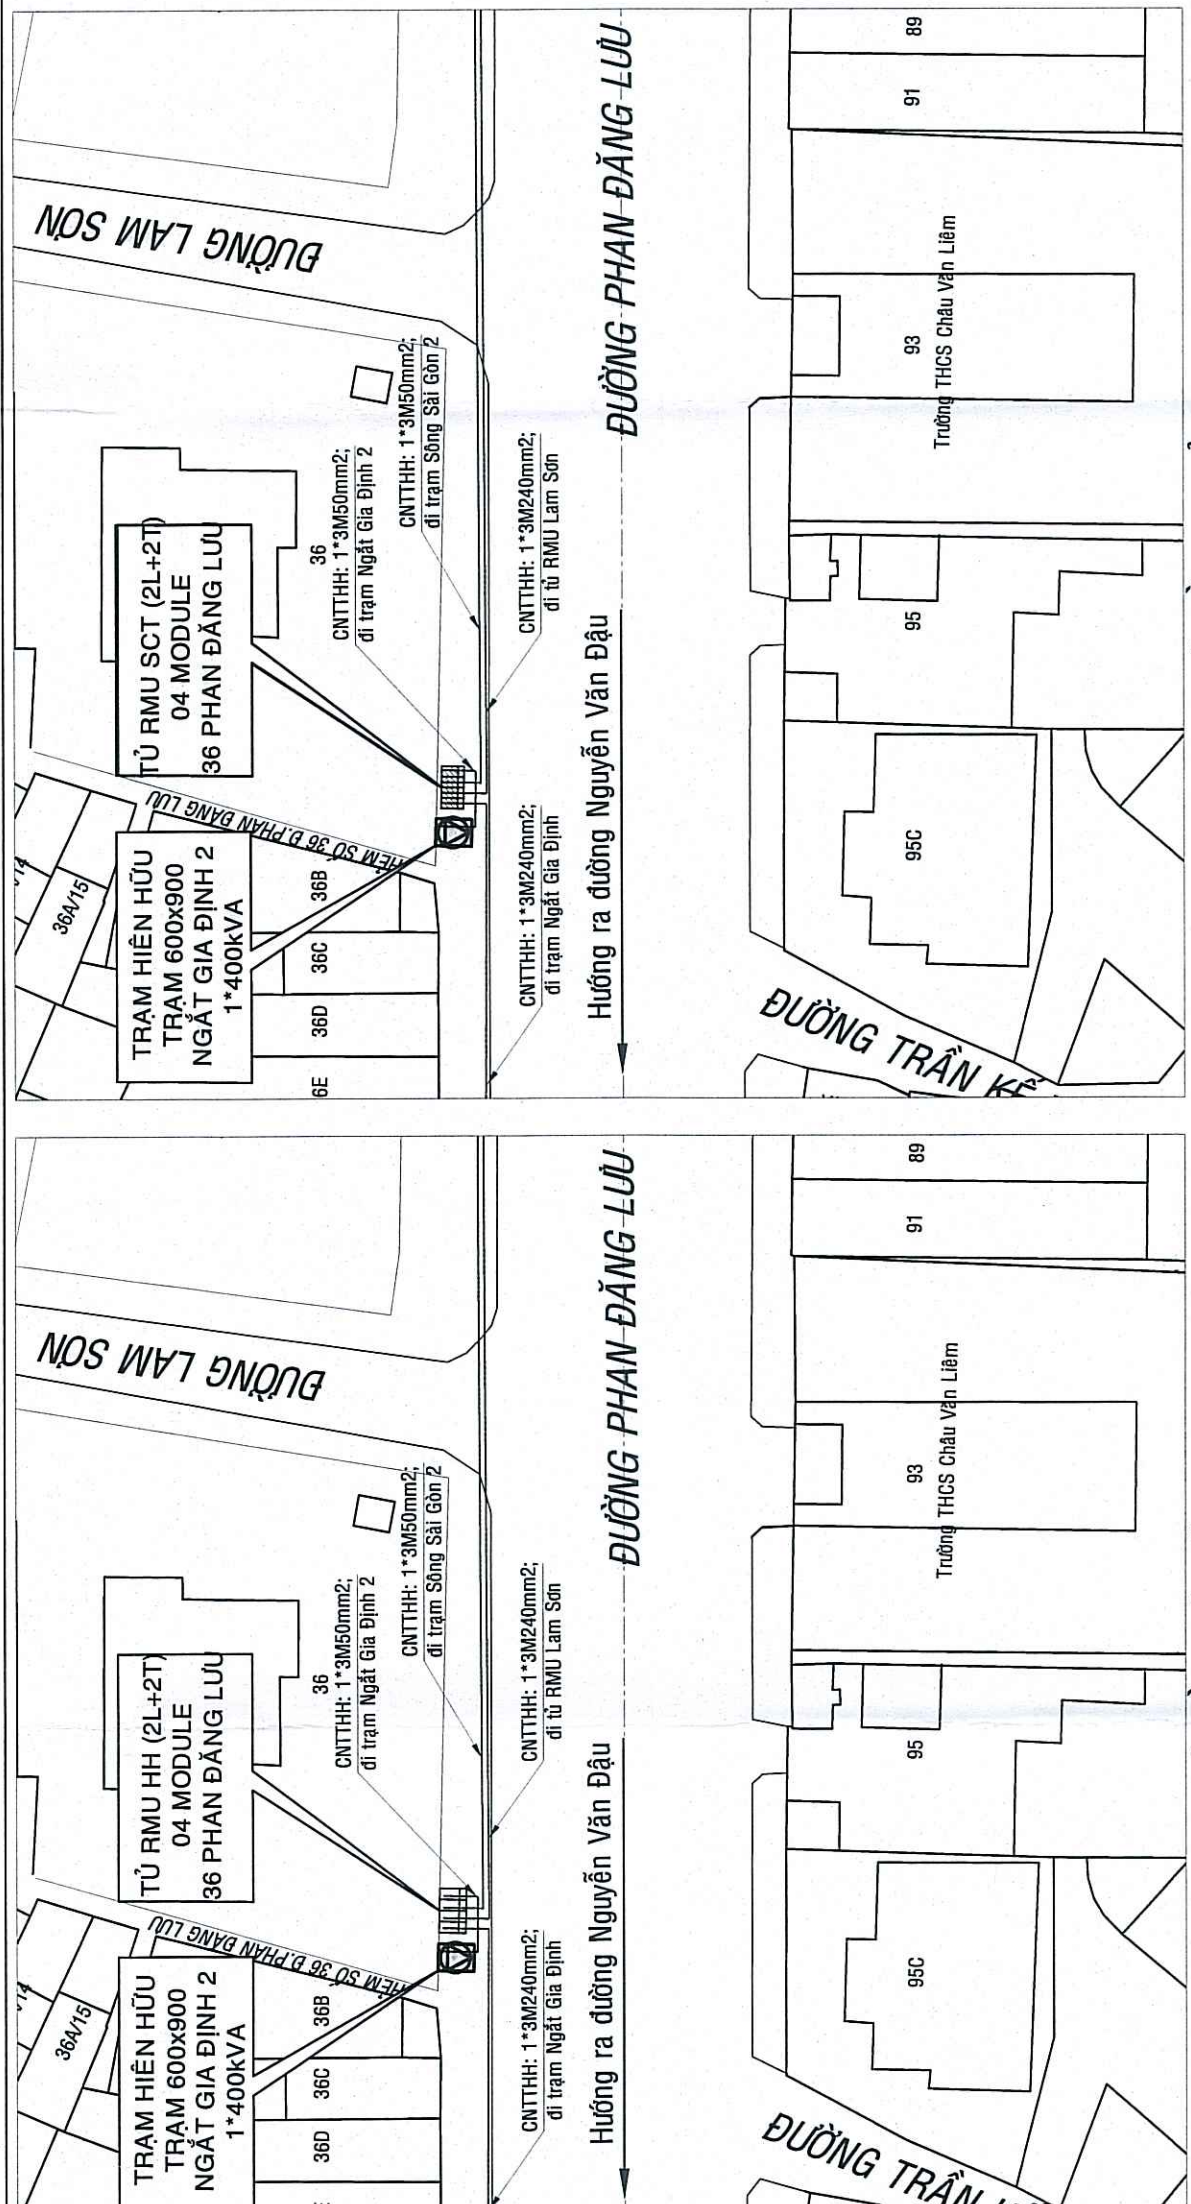 ĐƯỜNG LAM SƠN
ĐƯỜNG PHAN ĐĂNG LƯU
89
91
93
Trường THCS Châu Văn Liêm
95
95C
TỦ RMU SCT (2L+2T)
04 MODULE
36 PHAN ĐĂNG LƯU
36
CNTTHH: 1*3M50mm2;
đi trạm Ngắt Gia Định 2
CNTTHH: 1*3M50mm2;
đi trạm Sông Sài Gòn 2
CNTTHH: 1*3M240mm2;
đi tủ RMU Lam Sơn
HẺM SỐ 36 Đ.PHAN ĐĂNG LƯU
TRẠM HIỆN HỮU
TRẠM 600x900
NGẮT GIA ĐỊNH 2
1*400kVA
36A/15
36B
36C
36D
6E
CNTTHH: 1*3M240mm2;
đi trạm Ngắt Gia Định
Hướng ra đường Nguyễn Văn Đậu
ĐƯỜNG TRẦN KẾ
ĐƯỜNG LAM SƠN
ĐƯỜNG PHAN ĐĂNG LƯU
89
91
93
Trường THCS Châu Văn Liêm
95
95C
TỦ RMU HH (2L+2T)
04 MODULE
36 PHAN ĐĂNG LƯU
36
CNTTHH: 1*3M50mm2;
đi trạm Ngắt Gia Định 2
CNTTHH: 1*3M50mm2;
đi trạm Sông Sài Gòn 2
CNTTHH: 1*3M240mm2;
đi tủ RMU Lam Sơn
HẺM SỐ 36 Đ.PHAN ĐĂNG LƯU
TRẠM HIỆN HỮU
TRẠM 600x900
NGẮT GIA ĐỊNH 2
1*400kVA
36A/15
36B
36C
36D
CNTTHH: 1*3M240mm2;
đi trạm Ngắt Gia Định
Hướng ra đường Nguyễn Văn Đậu
ĐƯỜNG TRẦN